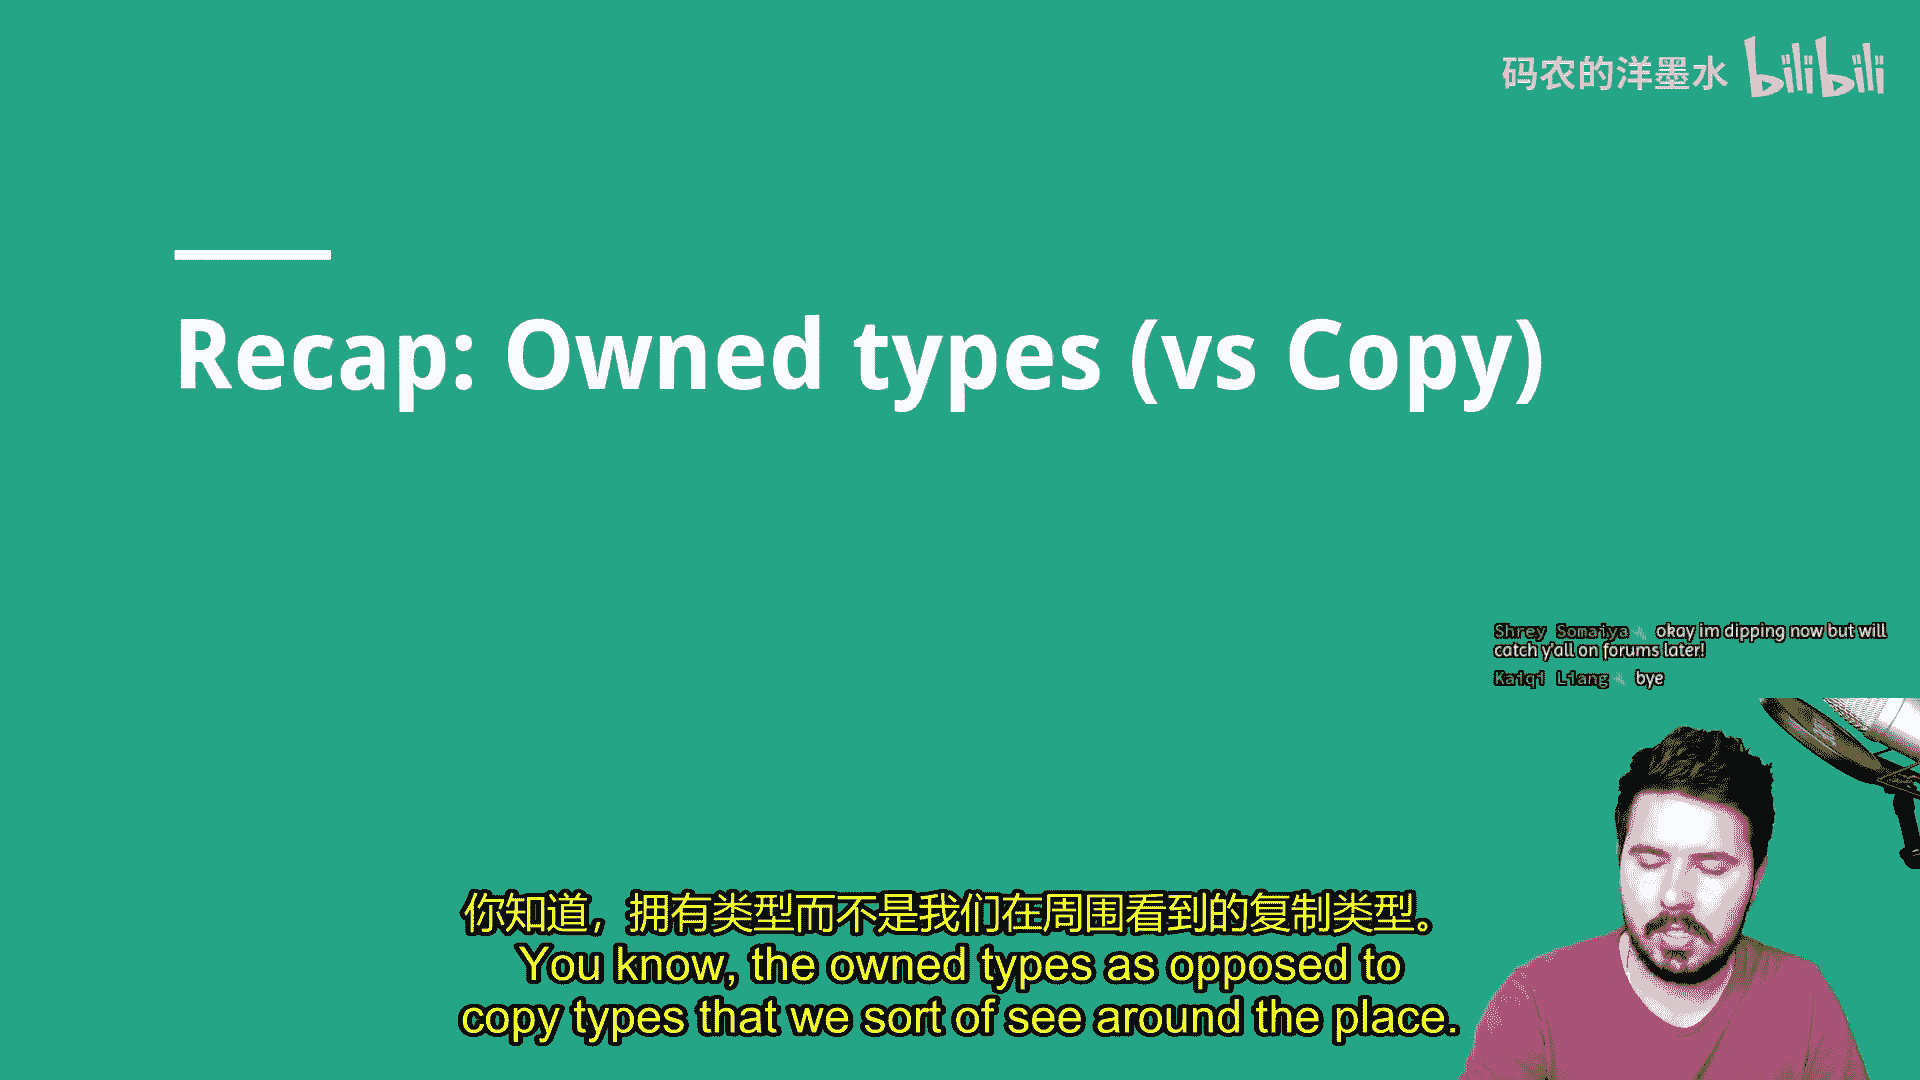 码农的洋墨水 bilibili
Recap: Owned types (vs Copy)
Shrey Somaiya okay im dipping now but will
catch y'all on forums later!
Kaiqi Liang bye
你知道，拥有类型而不是我们在周围看到的复制类型。
You know, the owned types as opposed to
copy types that we sort of see around the place.